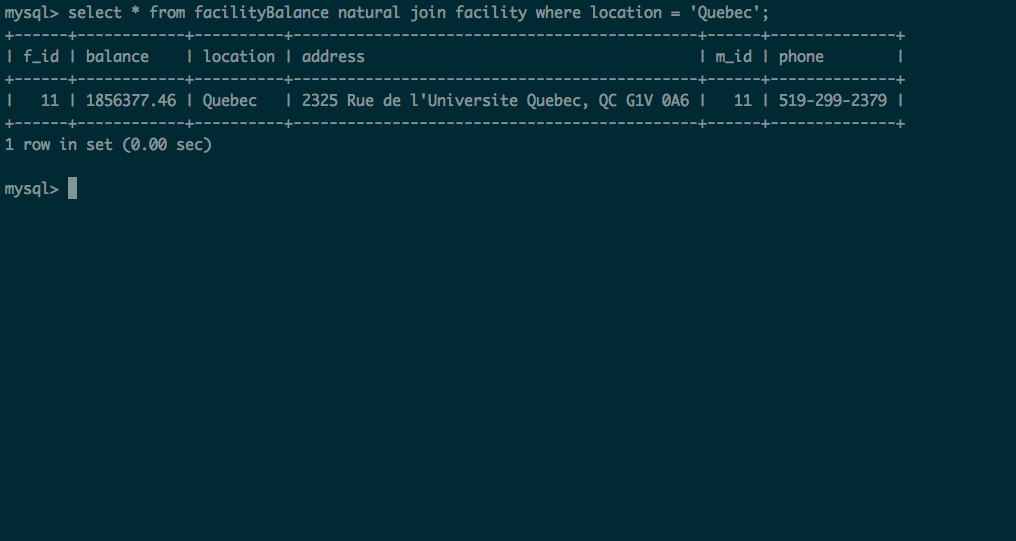 mysql> select * from facilityBalance natural join facility where location = 'Quebec';
+------+------------+----------+---------------------------------------------+------+--------------+
| f_id | balance    | location | address                                     | m_id | phone        |
+------+------------+----------+---------------------------------------------+------+--------------+
|   11 | 1856377.46 | Quebec   | 2325 Rue de l'Universite Quebec, QC G1V 0A6 |   11 | 519-299-2379 |
+------+------------+----------+---------------------------------------------+------+--------------+
1 row in set (0.00 sec)
mysql>